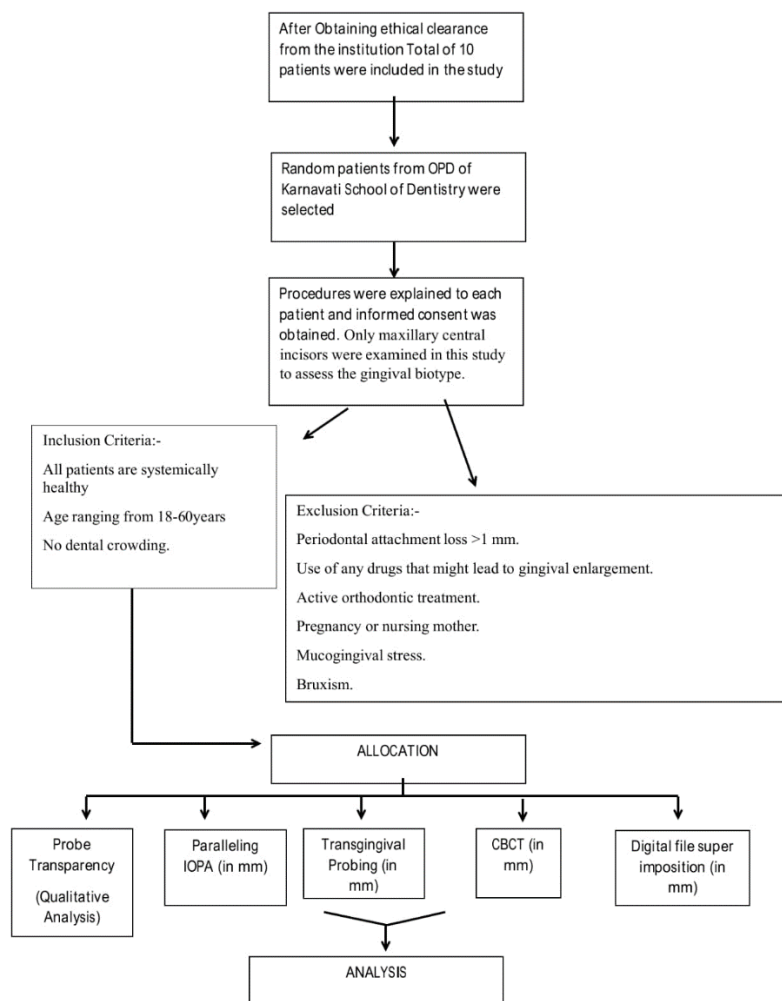 After Obtaining ethical clearance
from the institution Total of 10
patients were included in the study
Random patients from OPD of
Karnavati School of Dentistry were
selected
Procedures were explained to each
patient and informed consent was
obtained. Only maxillary central
incisors were examined in this study
to assess the gingival biotype.
Inclusion Criteria:-
All patients are systemically
healthy
Age ranging from 18-60years
No dental crowding.
Exclusion Criteria:-
Periodontal attachment loss >1 mm.
Use of any drugs that might lead to gingival enlargement.
Active orthodontic treatment.
Pregnancy or nursing mother.
Mucogingival stress.
Bruxism.
ALLOCATION
Probe
Transparency
(Qualitative
Analysis)
Paralleling
IOPA (in mm)
Transgingival
Probing (in
mm)
CBCT (in
mm)
Digital file super
imposition (in
mm)
ANALYSIS